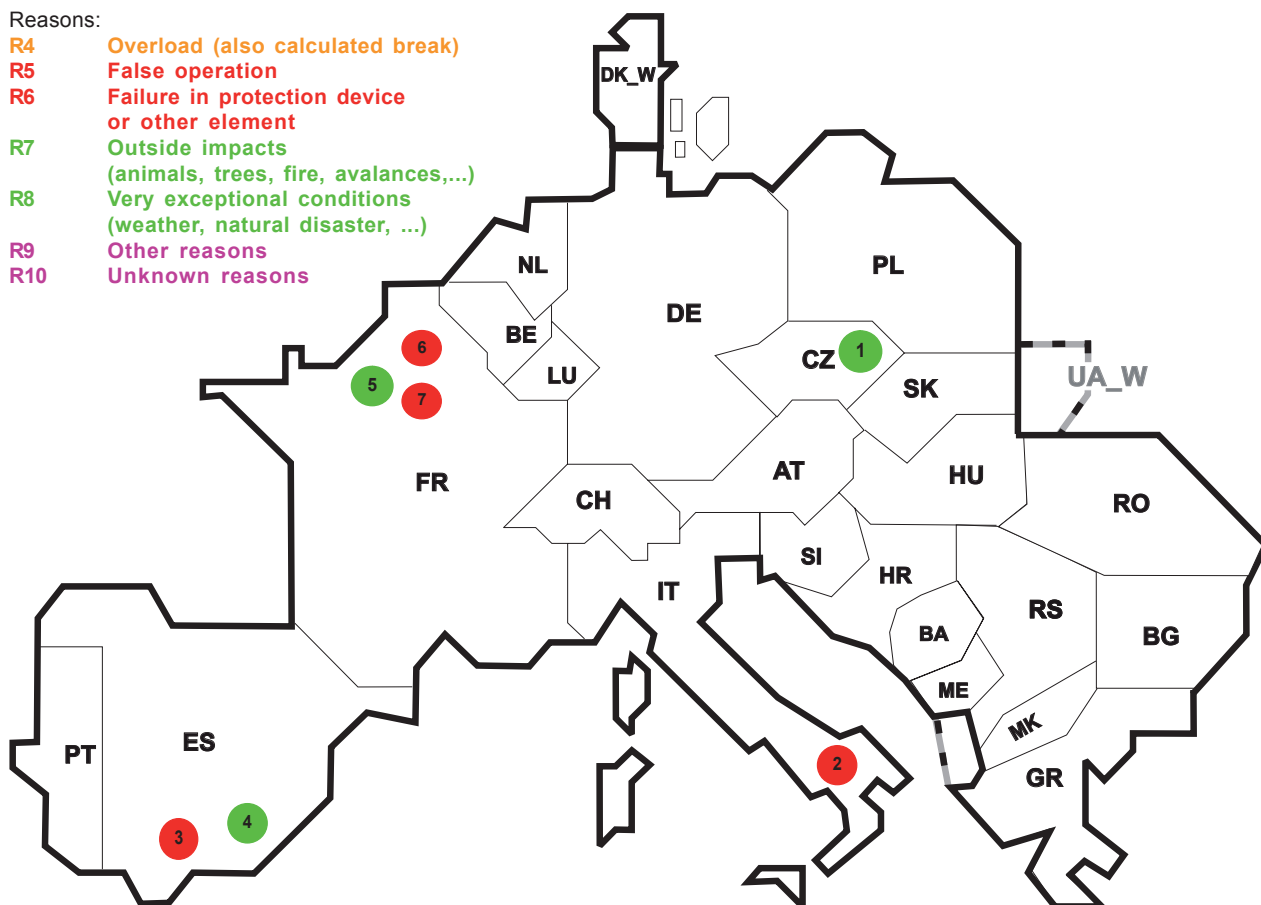 Reasons:
R4 Overload (also calculated break)
R5 False operation
R6 Failure in protection device
or other element
R7 Outside impacts
(animals, trees, fire, avalances,...)
R8 Very exceptional conditions
(weather, natural disaster, ...)
R9 Other reasons
R10 Unknown reasons
DK_W
NL
PL
DE
BE
6
CZ
1
LU
5
7
SK
UA_W
FR
AT
HU
CH
RO
SI
HR
IT
RS
BA
BG
ME
MK
PT
ES
2
GR
4
3